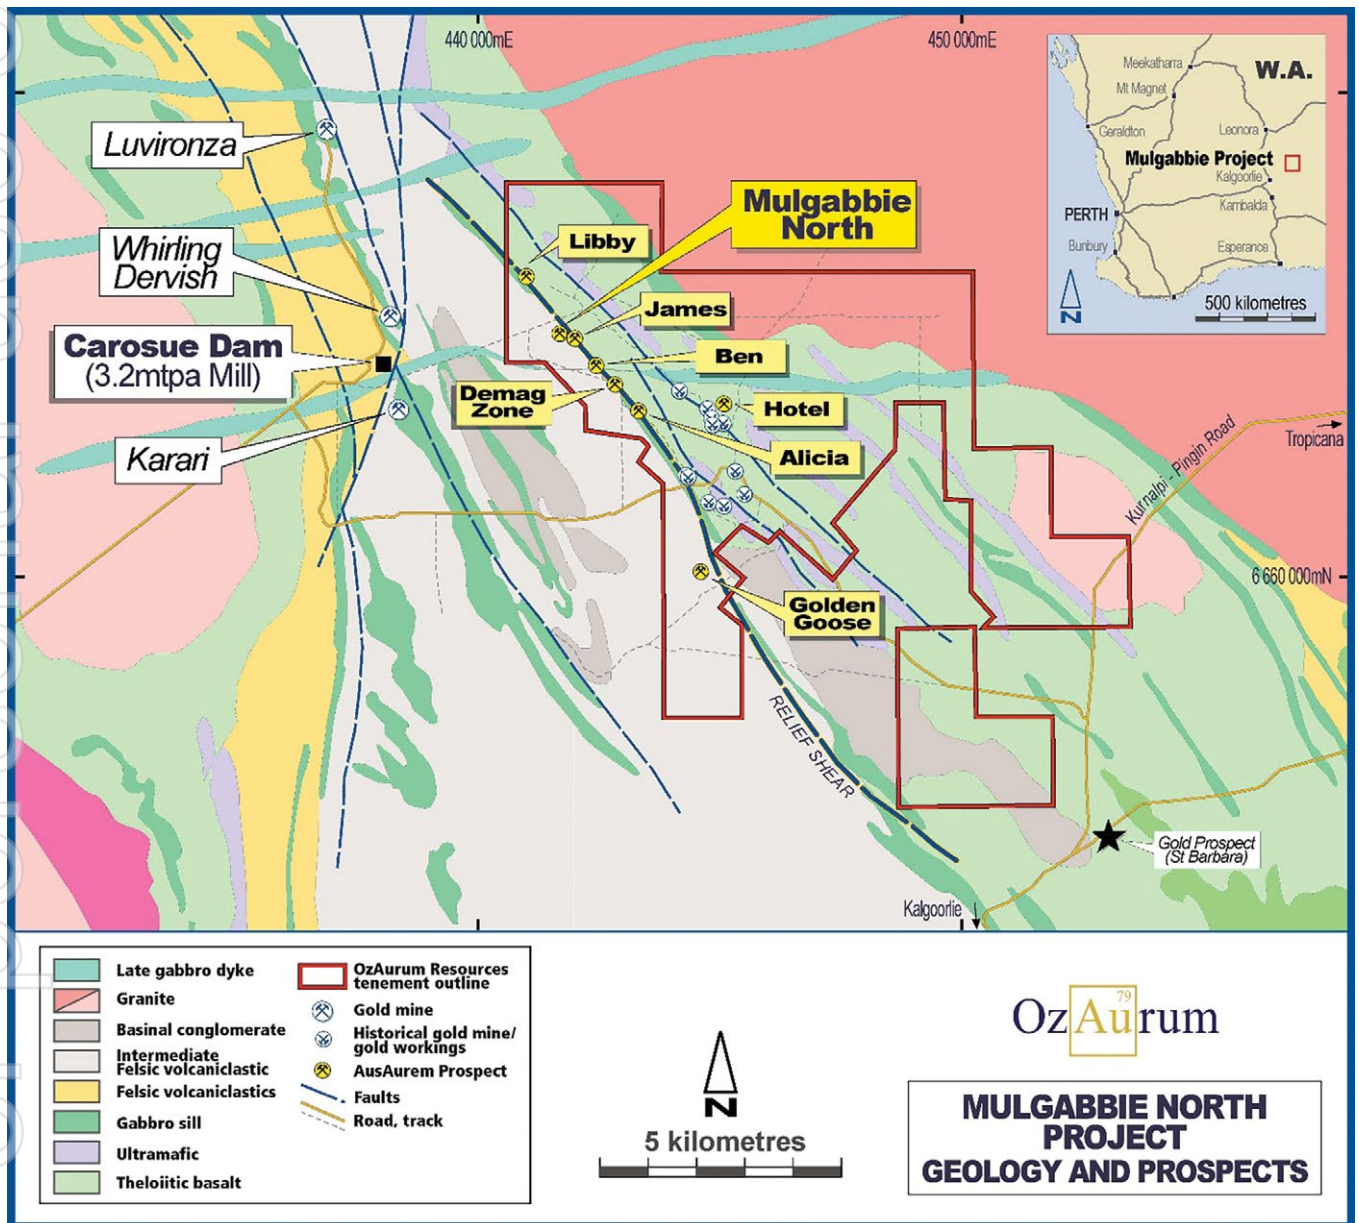 440 000mE
450 000mE
Luvironza
Whirling
Dervish
Carosue Dam
(3.2mtpa Mill)
Karari
Libby
Mulgabbie
North
James
Ben
Demag
Zone
Hotel
Alicia
Golden
Goose
RELIEF SHEAR
Kurnalpi - Pingin Road
Tropicana
6 660 000mN
Gold Prospect
(St Barbara)
Kalgoorlie
W.A.
Meekatharra
Mt Magnet
Geraldton
Leonora
Mulgabbie Project
Kalgoorlie
Kambalda
PERTH
Bunbury
Esperance
N
500 kilometres
Late gabbro dyke
Granite
Basinal conglomerate
Intermediate
Felsic volcaniclastic
Felsic volcaniclastics
Gabbro sill
Ultramafic
Theloiitic basalt
OzAurum Resources
tenement outline
Gold mine
Historical gold mine/
gold workings
AusAurem Prospect
Faults
Road, track
N
5 kilometres
79
OzAurum
MULGABBIE NORTH
PROJECT
GEOLOGY AND PROSPECTS